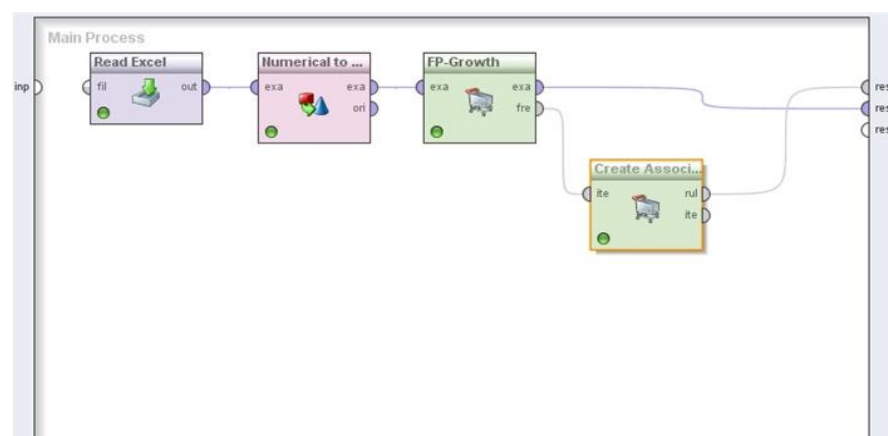 Main Process
Read Excel
Numerical to ...
FP-Growth
inp
fil
out
exa
exa
ori
exa
exa
fre
res
res
res
Create Associ...
ite
rul
ite